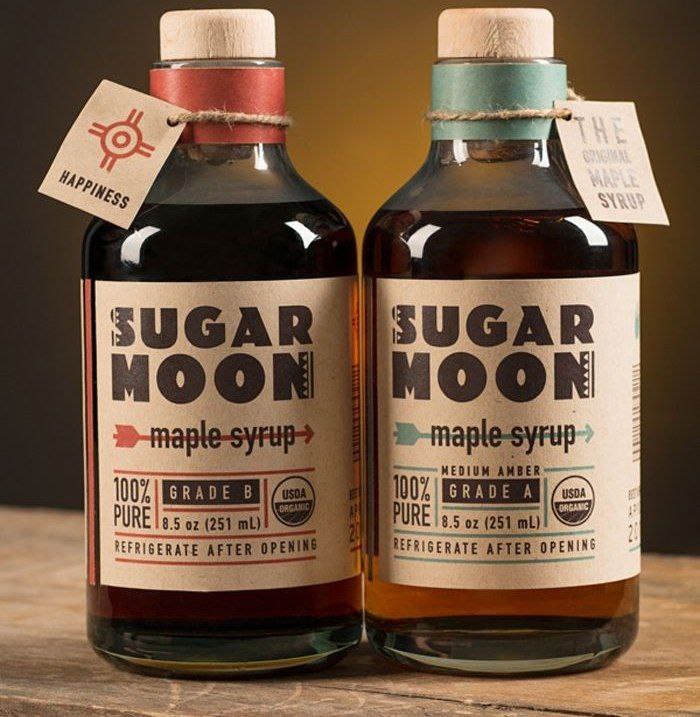 HAPPINESS
SUGAR
MOON
maple syrup
100%
PURE
GRADE B
8.5 oz (251 mL)
USDA
ORGANIC
REFRIGERATE AFTER OPENING
THE
ORIGINAL
MAPLE
SYRUP
SUGAR
MOON
maple syrup
MEDIUM AMBER
100%
PURE
GRADE A
8.5 oz (251 mL)
USDA
ORGANIC
REFRIGERATE AFTER OPENING